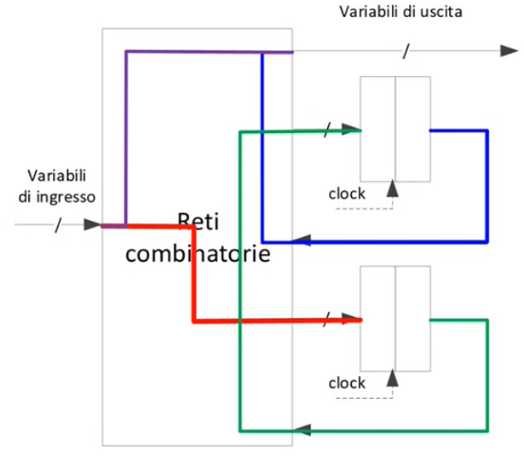 Variabili di uscita
Variabili
di ingresso
clock
Reti
combinatorie
clock